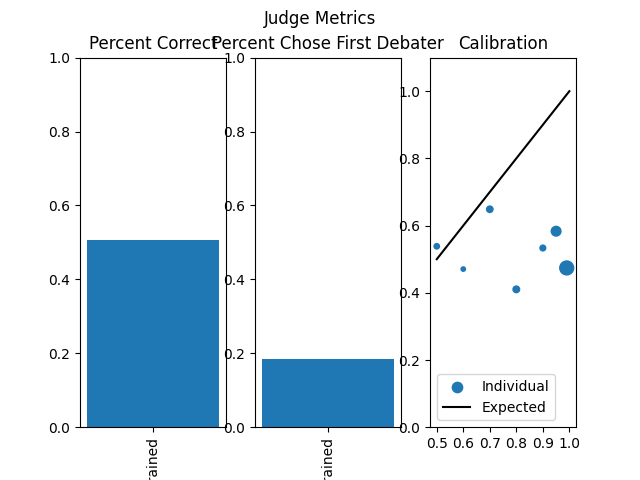 Judge Metrics
Percent Correct
Percent Chose First Debater
Calibration
1.0
0.8
0.6
0.4
0.2
0.0
rained
1.0
0.8
0.6
0.4
0.2
0.0
rained
1.0
0.8
0.6
0.4
0.2
0.0
Individual
Expected
0.5 0.6 0.7 0.8 0.9 1.0